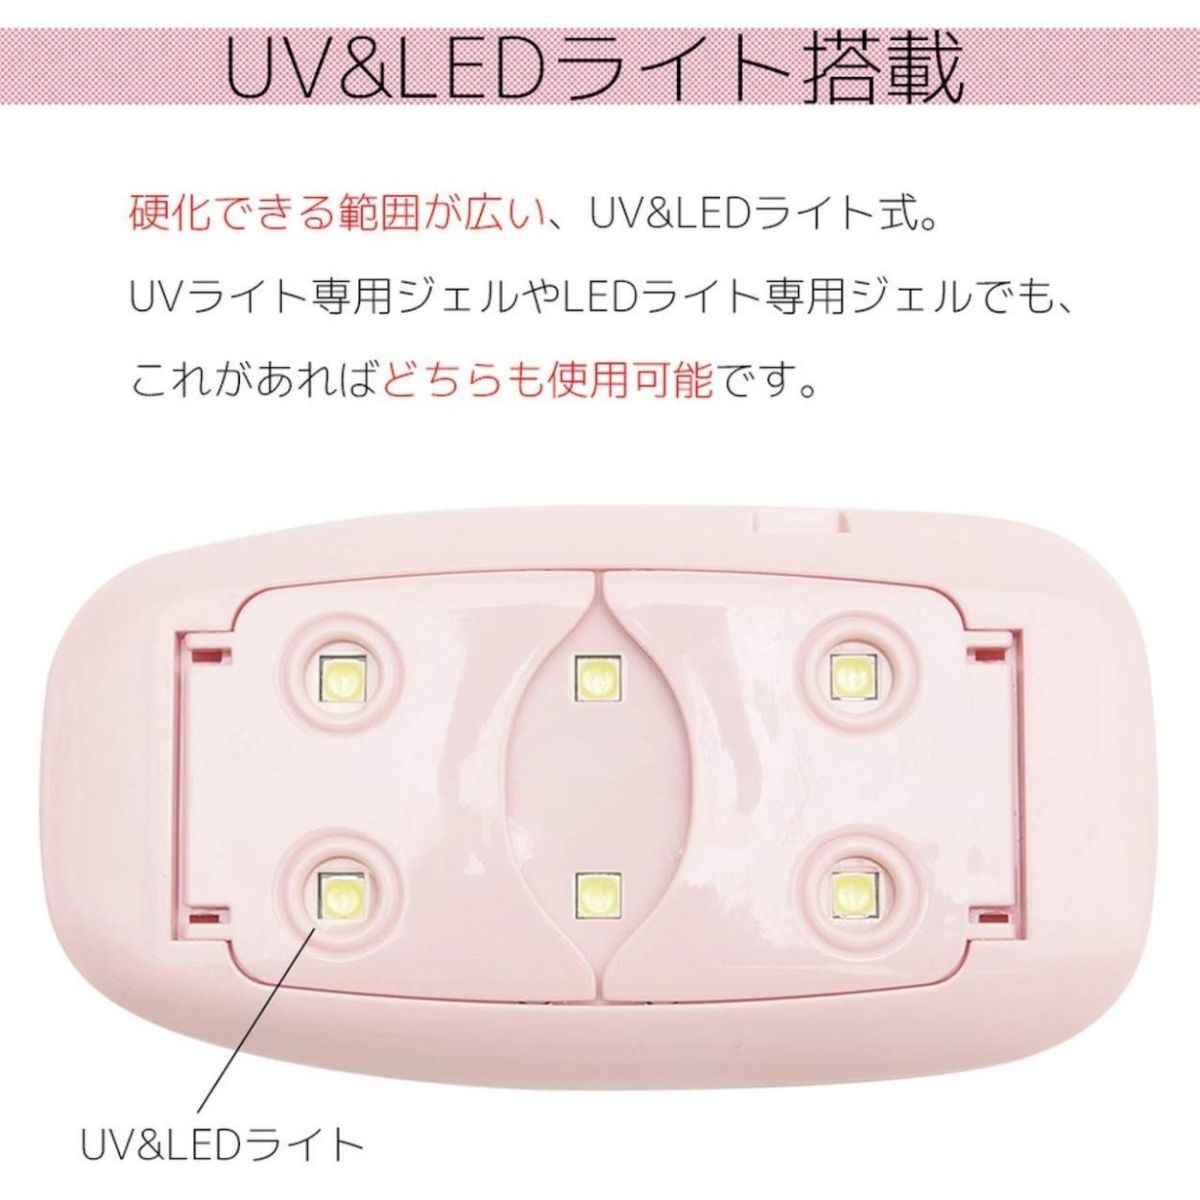 UV&LEDライト搭載
硬化できる範囲が広い、UV&LEDライト式。
UVライト専用ジェルやLEDライト専用ジェルでも、
これがあればどちらも使用可能です。
UV&LEDライト